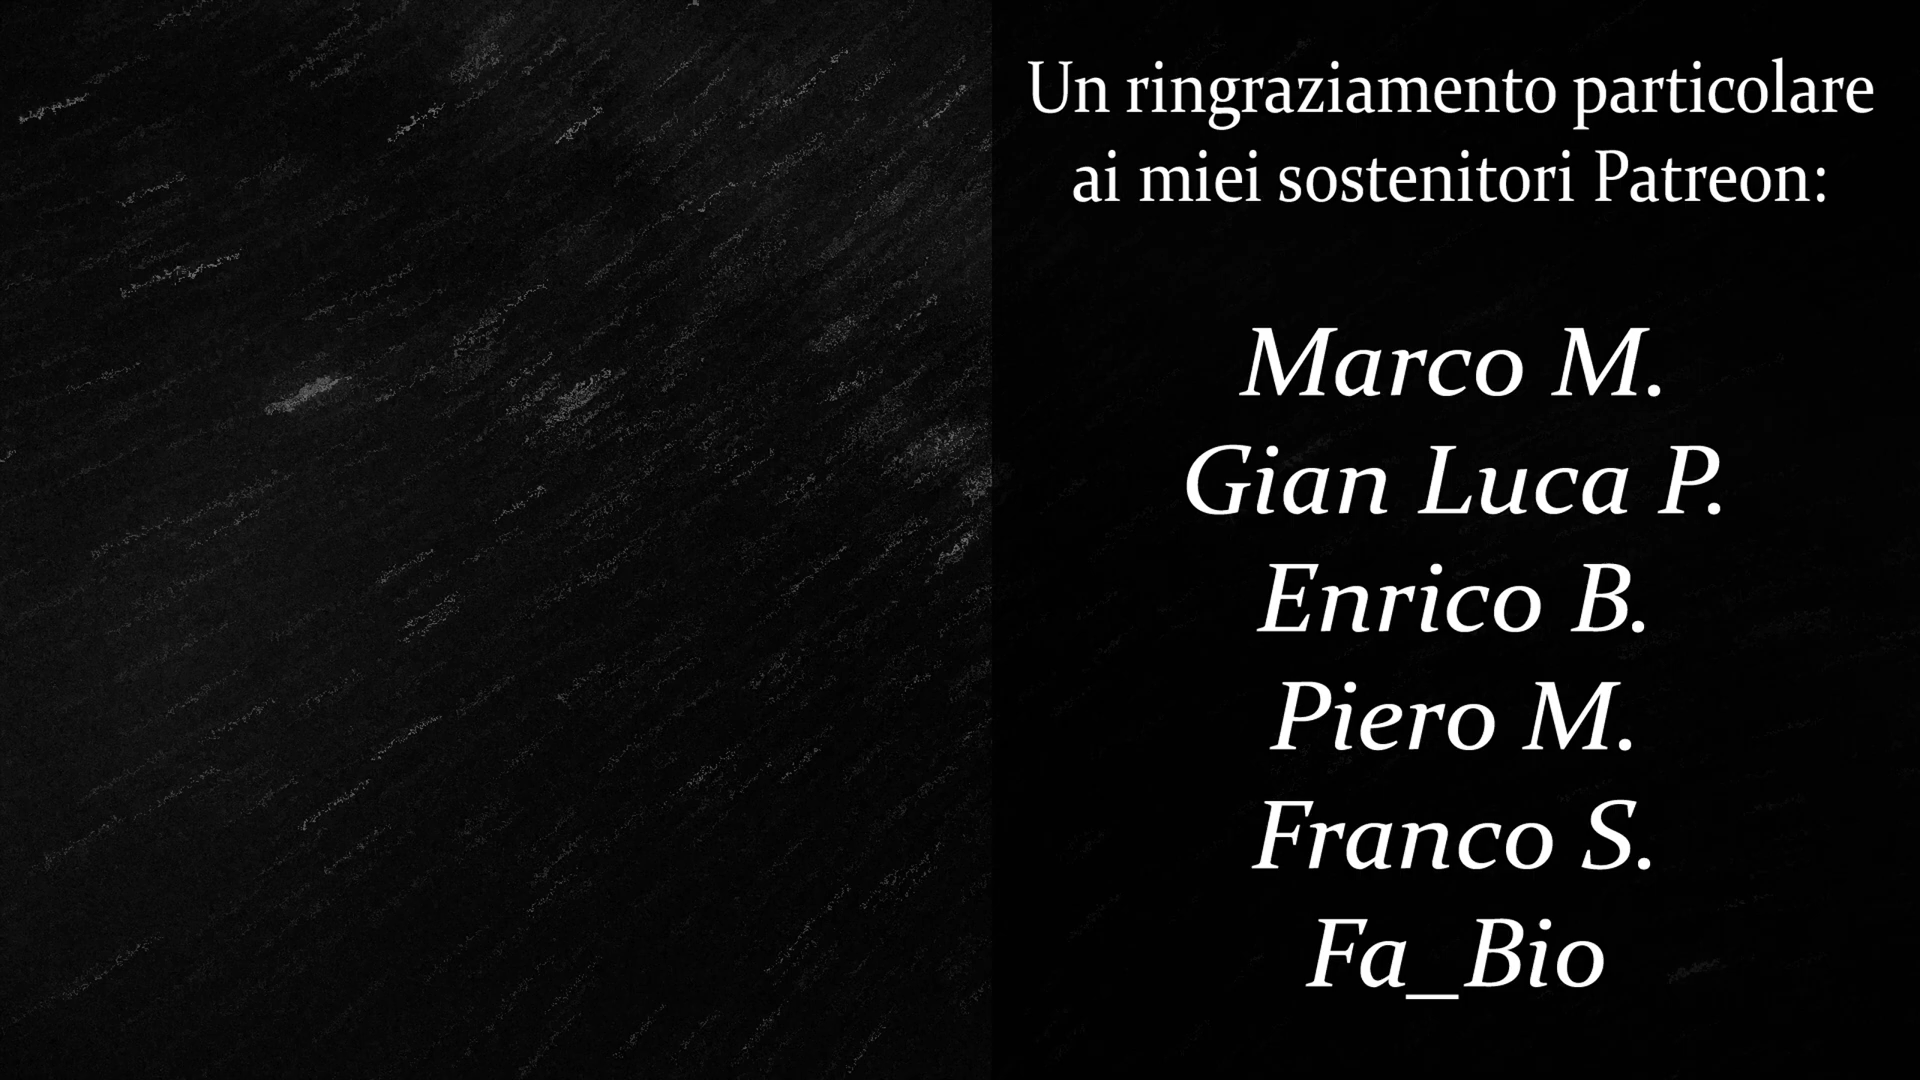 Un ringraziamento particolare
ai miei sostenitori Patreon:
Marco M.
Gian Luca P.
Enrico B.
Piero M.
Franco S.
Fa_Bio